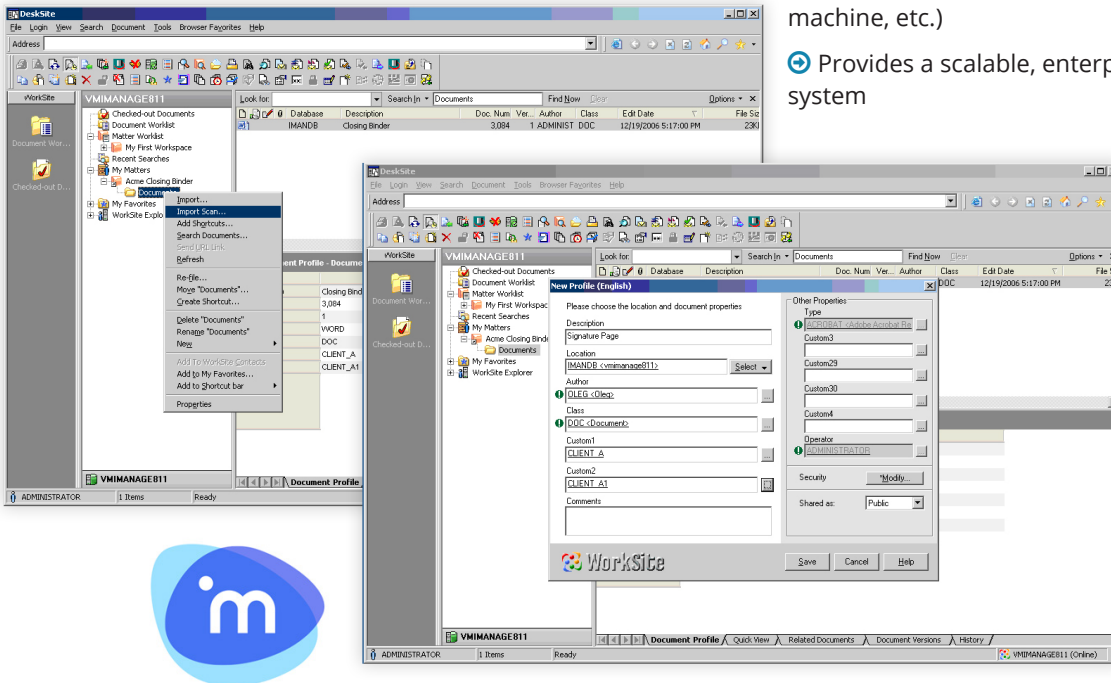 machine, etc.)
Provides a scalable, enterp
system
DeskSite
File Login View Search Document Tools Browser Favorites Help
Address
WorkSite
Document Wor...
Checked-out D...
VMIMANAGE811
Checked-out Documents
Document Worklist
Matter Worklist
My First Workspace
Recent Searches
My Matters
Acme Closing Binder
Documents
My Favorites
WorkSite Explo
Look for: Search In Documents Find Now Clear Options
Database Description Doc. Num Ver... Author Class Edit Date File Siz
IMANDB Closing Binder 3,084 1 ADMINIST DOC 12/19/2006 5:17:00 PM 23K
Import...
Import Scan...
Add Shortcuts...
Search Documents...
Send URL Link
Refresh
Re-file...
Move "Documents"...
Create Shortcut...
Delete "Documents"
Rename "Documents"
New
Add To WorkSite Contacts
Add to My Favorites...
Add to Shortcut bar
Properties
ent Profile - Docume
Closing Bind
3,084
1
WORD
DOC
CLIENT_A
CLIENT_A1
VMIMANAGE811
Document Profile
ADMINISTRATOR 1 Items Ready
DeskSite
File Login View Search Document Tools Browser Favorites Help
Address
WorkSite
Document Wor...
Checked-out D...
VMIMANAGE811
Checked-out Documents
Document Worklist
Matter Worklist
My First Workspac
Recent Searches
My Matters
Acme Closing Binde
Documents
My Favorites
WorkSite Explorer
Look for: Search In Documents Find Now Clear Options
Database Description Doc. Num Ver... Author Class Edit Date File S
DOC 12/19/2006 5:17:00 PM 23
New Profile (English)
Please choose the location and document properties
Description
Signature Page
Location
IMANDB <vmimanage811>
Select
Author
OLEG <Oleg>
Class
DOC <Document>
Custom1
CLIENT_A
Custom2
CLIENT_A1
Comments
Other Properties
Type
ACROBAT <Adobe Acrobat Re
Custom3
Custom29
Custom30
Custom4
Operator
ADMINISTRATOR
Security "Modify...
Shared as: Public
WorkSite
Save Cancel Help
VMIMANAGE811
Document Profile Quick View Related Documents Document Versions History
ADMINISTRATOR 1 Items Ready VMIMANAGE811 (Online)
m